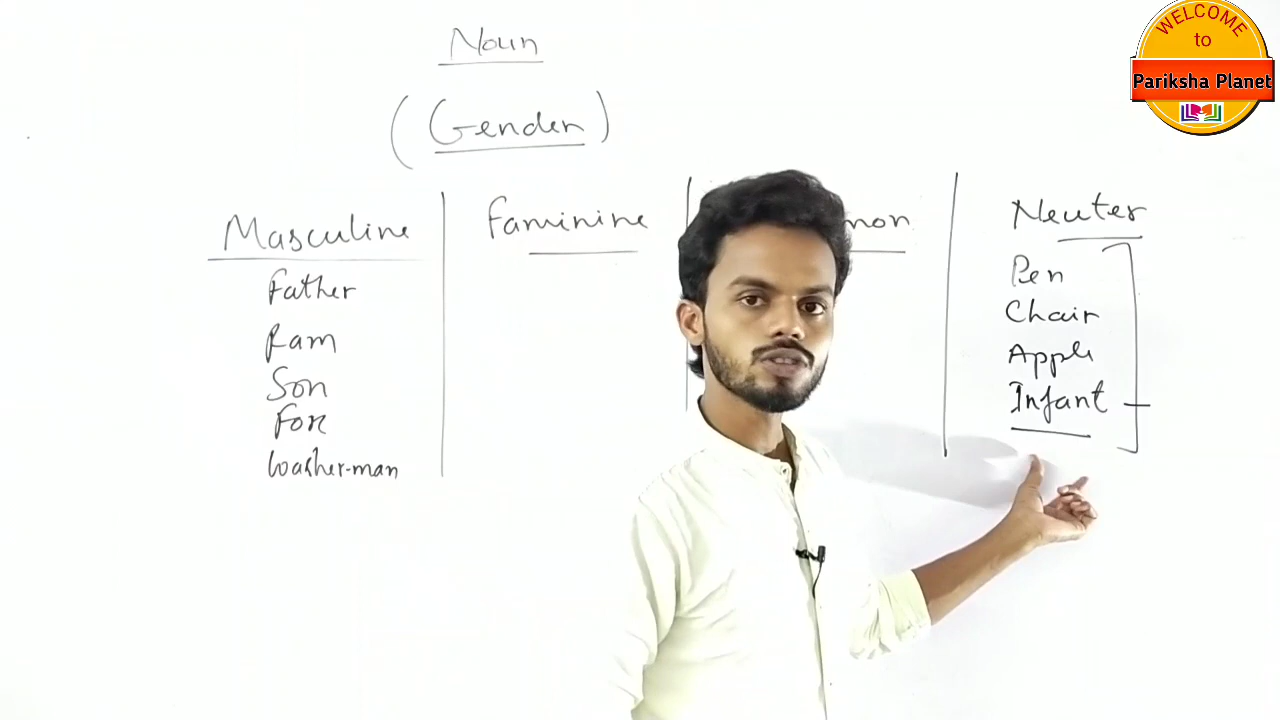 WELCOME
to
Pariksha Planet
Noun
(Gender)
Masculine
Father
Ram
Son
Fox
Washer-man
Faminine
mon
Neuter
Pen
Chair
Apple
Infant